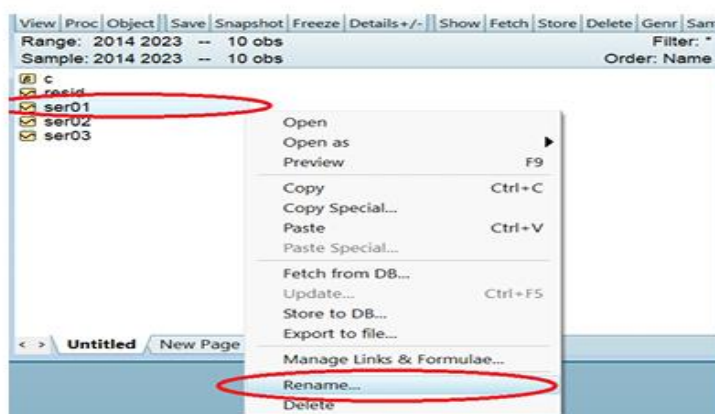 View Proc Object Save Snapshot Freeze Details+/- Show Fetch Store Delete Genr Sam
Range: 2014 2023 -- 10 obs Filter: *
Sample: 2014 2023 -- 10 obs Order: Name
c
resid
ser01
ser02
ser03
Open
Open as
Preview F9
Copy Ctrl+C
Copy Special...
Paste Ctrl+V
Paste Special...
Fetch from DB...
Update... Ctrl+F5
Store to DB...
Export to file...
Manage Links & Formulae...
Rename...
Delete
< > Untitled New Page